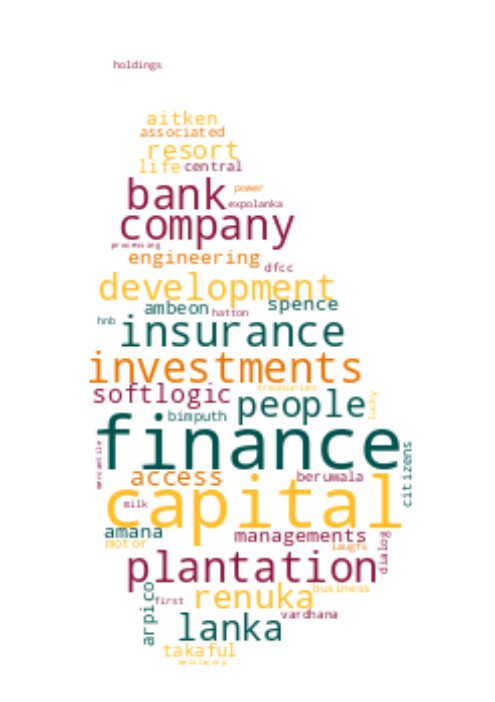 holdings
aitken
associated
resort
life central
bank power
expolanka
company
processing
engineering
dfcc
development
ambeon spence
hatton
hnb insurance
investments
treasuries
softlogic people lucky
bimputh
finance
mercantile citizens
access beruwala
capital
milk
amana managements
motor laugfs dialog
plantation
business
arpico first renuka
vardhana
lanka
takaful